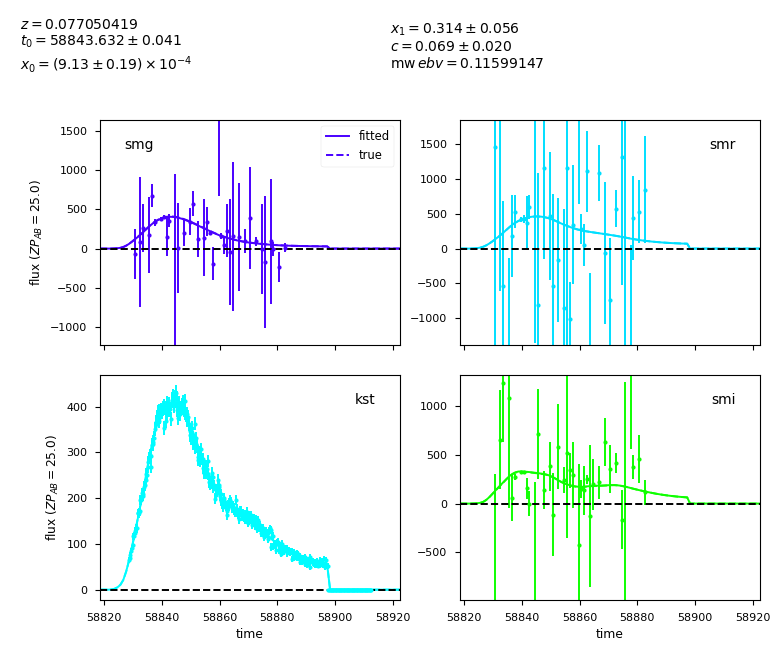 z = 0.077050419
t₀ = 58843.632 ± 0.041
x₀ = (9.13 ± 0.19) × 10⁻⁴
x₁ = 0.314 ± 0.056
c = 0.069 ± 0.020
mw ebv = 0.11599147
smg
fitted
true
1500
1000
500
0
−500
−1000
flux (ZP_AB = 25.0)
smr
1500
1000
500
0
−500
−1000
kst
400
300
200
100
0
flux (ZP_AB = 25.0)
58820 58840 58860 58880 58900 58920
time
smi
1000
500
0
−500
58820 58840 58860 58880 58900 58920
time